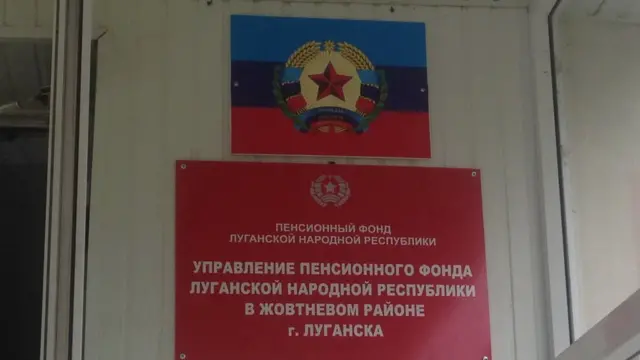 ПЕНСИОННЫЙ ФОНД
ЛУГАНСКОЙ НАРОДНОЙ РЕСПУБЛИКИ
УПРАВЛЕНИЕ ПЕНСИОННОГО ФОНДА
ЛУГАНСКОЙ НАРОДНОЙ РЕСПУБЛИКИ
В ЖОВТНЕВОМ РАЙОНЕ
г. ЛУГАНСКА